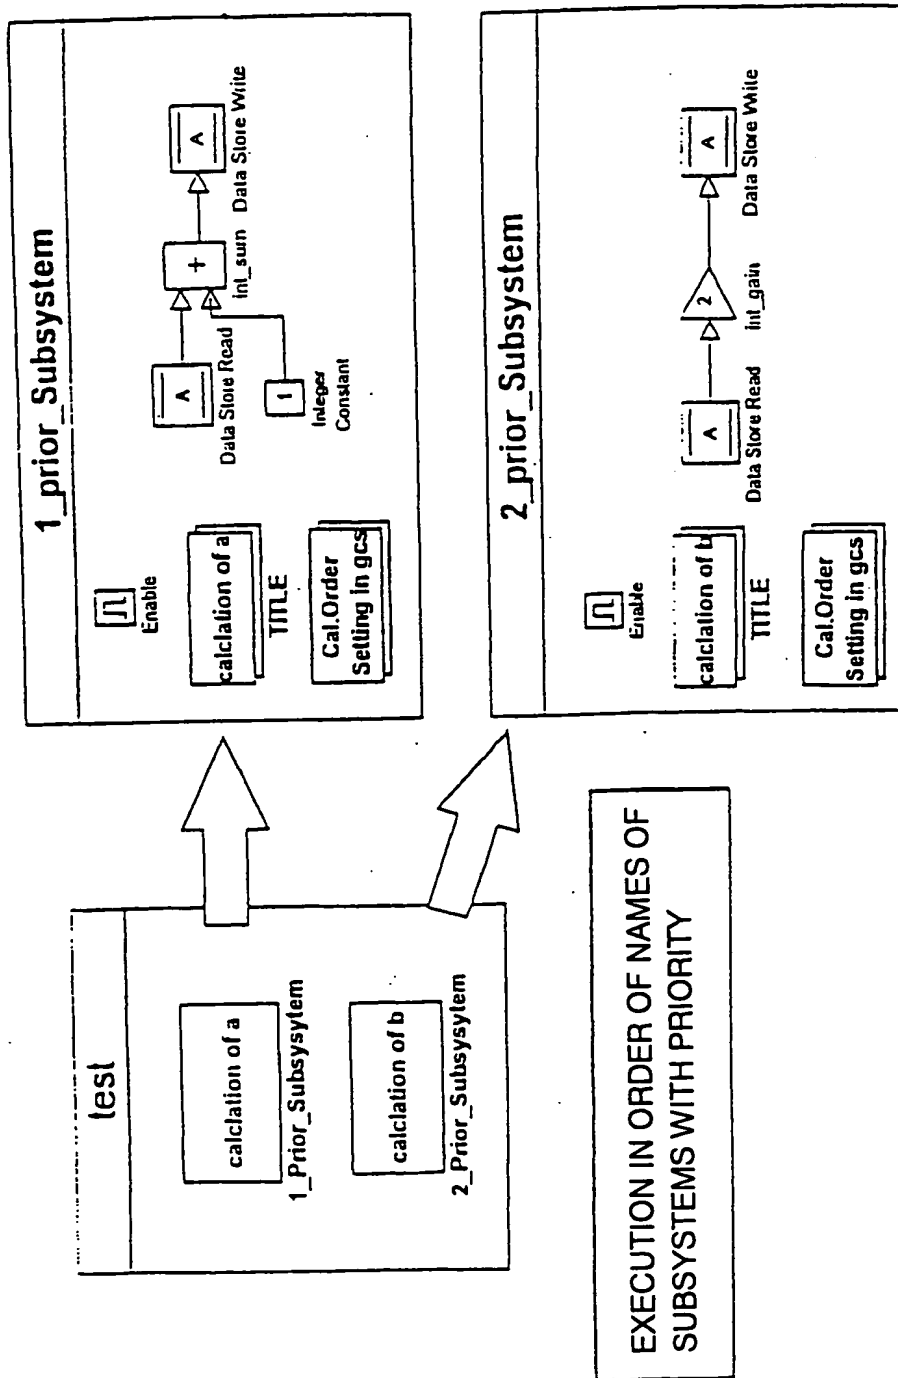 test
calclation of a
1_Prior_Subsysytem
calclation of b
2_Prior_Subsysytem
EXECUTION IN ORDER OF NAMES OF
SUBSYSTEMS WITH PRIORITY
1_prior_Subsystem
Enable
calclation of a
TITLE
Cal.Order
Setting in gcs
A
Data Store Read
1
Integer
Constant
+
int_sum
A
Data Store Write
2_prior_Subsystem
Enable
calclation of b
TITLE
Cal.Order
Setting in gcs
A
Data Store Read
2
int_gain
A
Data Store Write